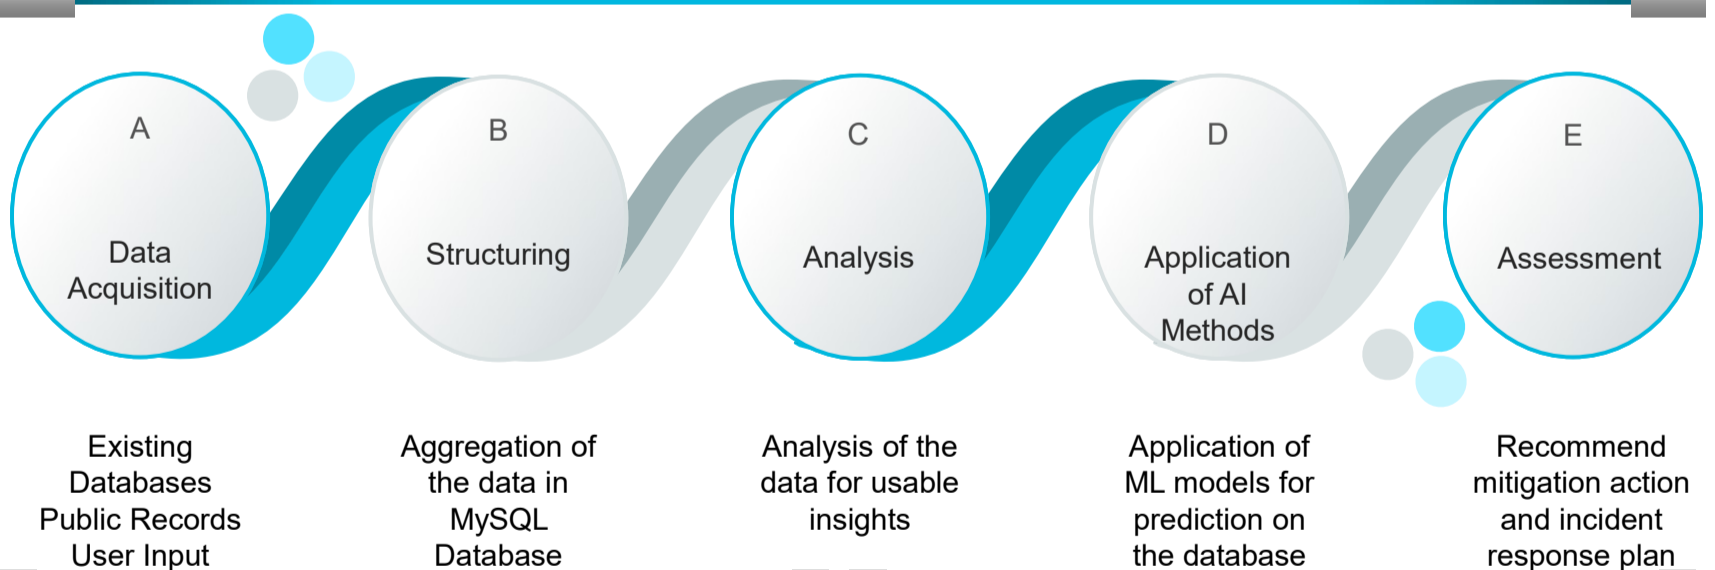 A
Data
Acquisition
B
Structuring
C
Analysis
D
Application
of AI
Methods
E
Assessment
Existing
Databases
Public Records
User Input
Aggregation of
the data in
MySQL
Database
Analysis of the
data for usable
insights
Application of
ML models for
prediction on
the database
Recommend
mitigation action
and incident
response plan